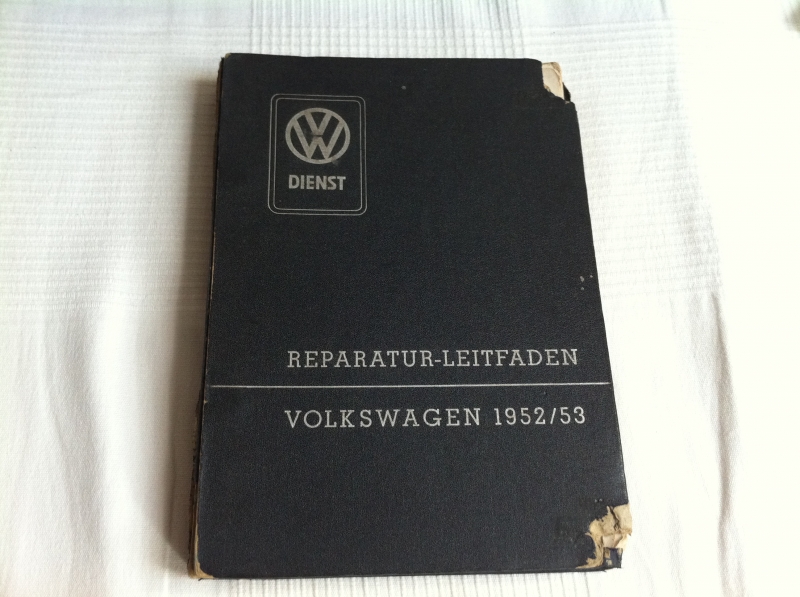 VW
DIENST
REPARATUR-LEITFADEN
VOLKSWAGEN 1952/53